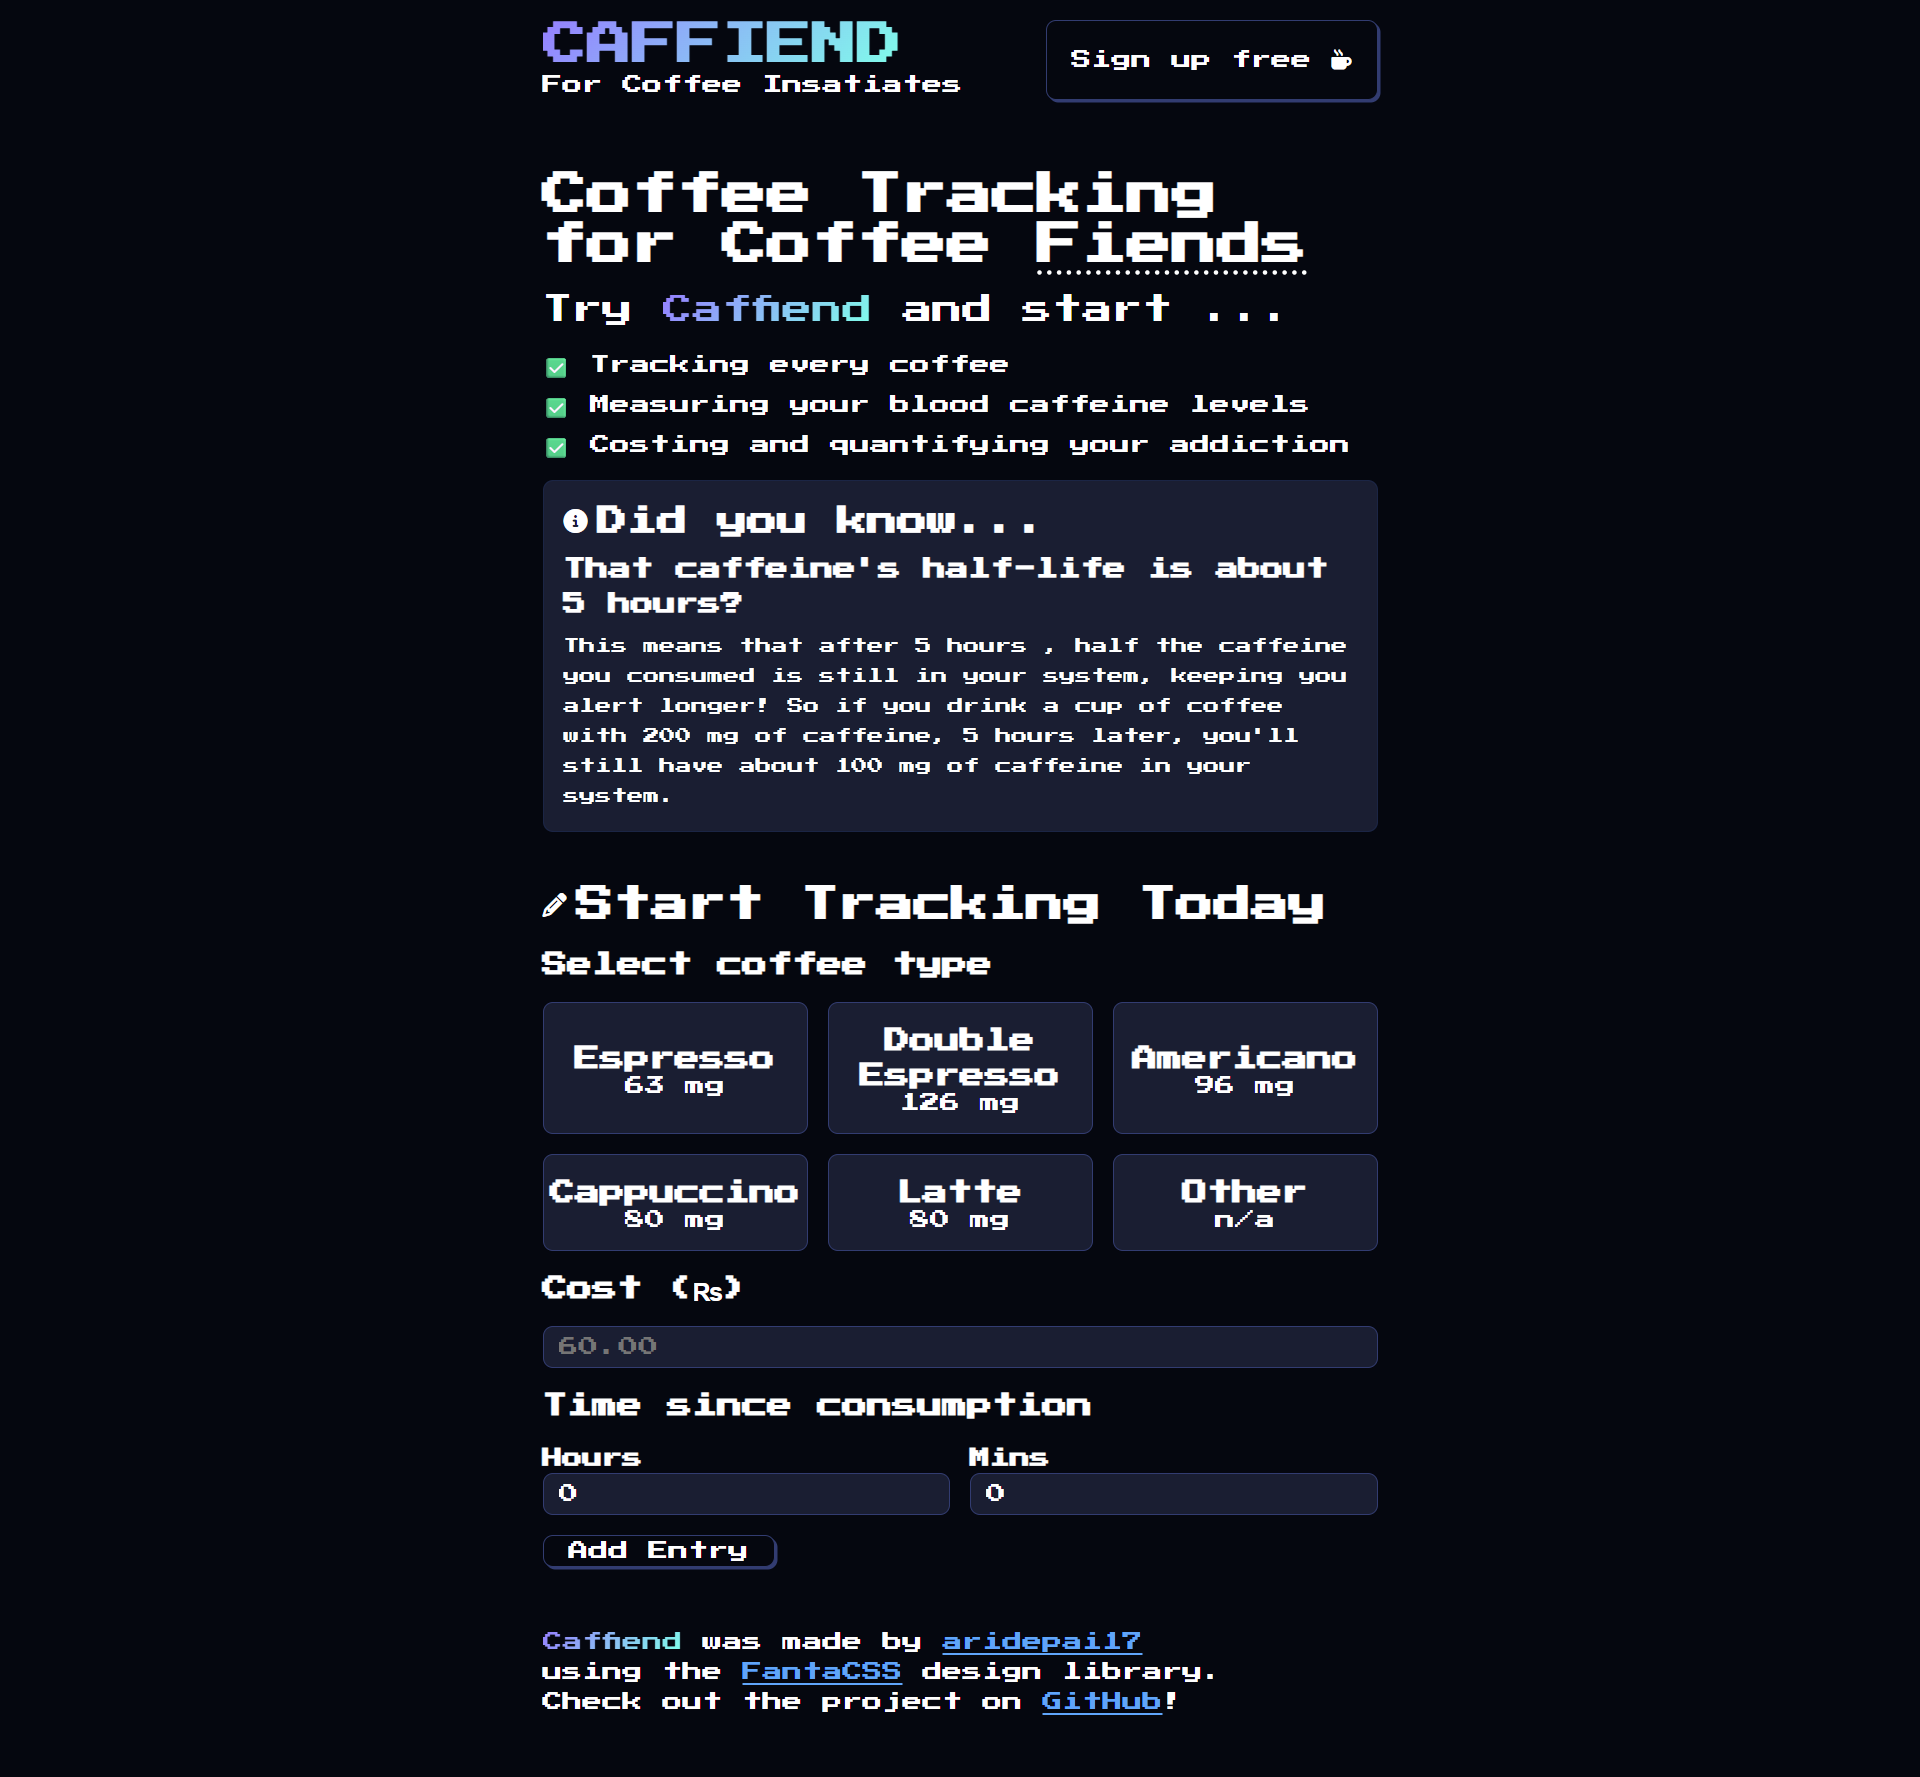 CAFFIEND
For Coffee Insatiates
Sign up free
Coffee Tracking
for Coffee Fiends
Try Caffiend and start ...
✅ Tracking every coffee
✅ Measuring your blood caffeine levels
✅ Costing and quantifying your addiction
Did you know...
That caffeine's half-life is about
5 hours?
This means that after 5 hours , half the caffeine
you consumed is still in your system, keeping you
alert longer! So if you drink a cup of coffee
with 200 mg of caffeine, 5 hours later, you'll
still have about 100 mg of caffeine in your
system.
Start Tracking Today
Select coffee type
Espresso
63 mg
Double
Espresso
126 mg
Americano
96 mg
Cappuccino
80 mg
Latte
80 mg
Other
n/a
Cost (₨)
60.00
Time since consumption
Hours
0
Mins
0
Add Entry
Caffiend was made by aridepai17
using the FantaCSS design library.
Check out the project on GitHub!